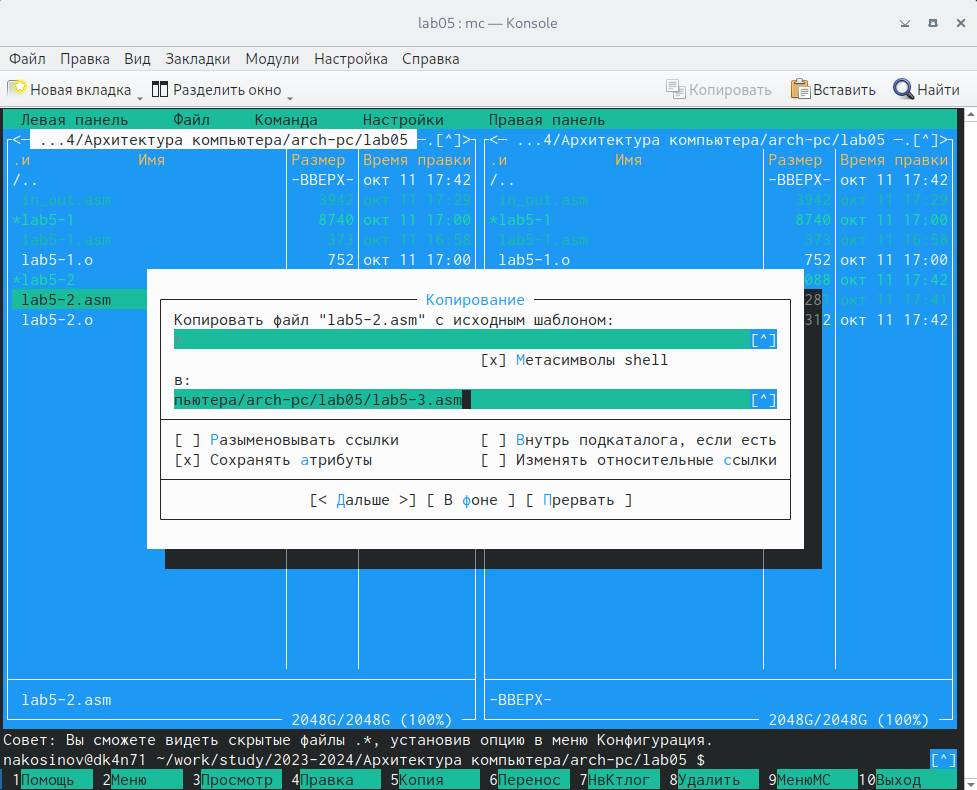 lab05 : mc — Konsole
Файл Правка Вид Закладки Модули Настройка Справка
Новая вкладка Разделить окно Копировать Вставить Найти
Левая панель Файл Команда Настройки Правая панель
<— ...4/Архитектура компьютера/arch-pc/lab05 —.[^]> <— ...4/Архитектура компьютера/arch-pc/lab05 —.[^]>
.и Имя Размер Время правки .и Имя Размер Время правки
/.. -ВВЕРХ- окт 11 17:42 /.. -ВВЕРХ- окт 11 17:42
in_out.asm 3942 окт 11 17:29 in_out.asm 3942 окт 11 17:29
*lab5-1 8740 окт 11 17:00 *lab5-1 8740 окт 11 17:00
lab5-1.asm 373 окт 11 16:58 lab5-1.asm 373 окт 11 16:58
lab5-1.o 752 окт 11 17:00 lab5-1.o 752 окт 11 17:00
*lab5-2 088 окт 11 17:42
Копирование
lab5-2.asm 28 окт 11 17:41
Копировать файл "lab5-2.asm" с исходным шаблоном:
lab5-2.o 312 окт 11 17:42
* [^]
[x] Метасимволы shell
в:
пьютера/arch-pc/lab05/lab5-3.asm [^]
[ ] Разыменовывать ссылки [ ] Внутрь подкаталога, если есть
[x] Сохранять атрибуты [ ] Изменять относительные ссылки
[< Дальше >] [ В фоне ] [ Прервать ]
lab5-2.asm -ВВЕРХ-
2048G/2048G (100%) 2048G/2048G (100%)
Совет: Вы сможете видеть скрытые файлы .*, установив опцию в меню Конфигурация.
nakosinov@dk4n71 ~/work/study/2023-2024/Архитектура компьютера/arch-pc/lab05 $ [^]
1Помощь 2Меню 3Просмотр 4Правка 5Копия 6Перенос 7НвКтлог 8Удалить 9МенюМС 10Выход